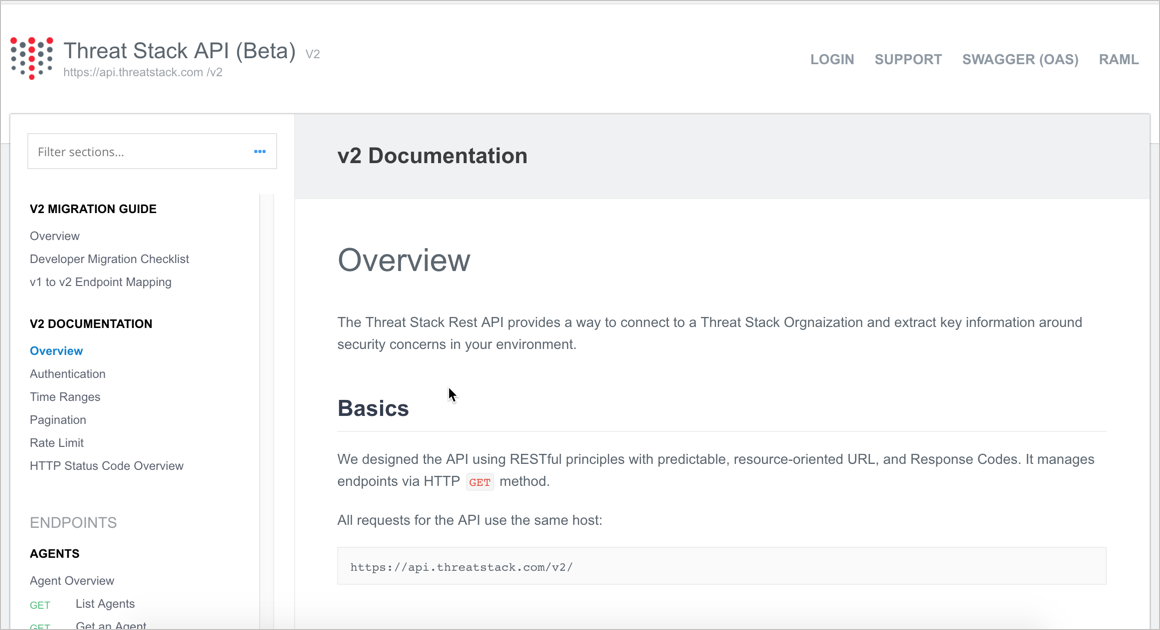 Threat Stack API (Beta) V2
https://api.threatstack.com /v2
LOGIN SUPPORT SWAGGER (OAS) RAML
Filter sections...
V2 MIGRATION GUIDE
Overview
Developer Migration Checklist
v1 to v2 Endpoint Mapping
V2 DOCUMENTATION
Overview
Authentication
Time Ranges
Pagination
Rate Limit
HTTP Status Code Overview
ENDPOINTS
AGENTS
Agent Overview
GET List Agents
GET Get an Agent
v2 Documentation
Overview
The Threat Stack Rest API provides a way to connect to a Threat Stack Orgnaization and extract key information around
security concerns in your environment.
Basics
We designed the API using RESTful principles with predictable, resource-oriented URL, and Response Codes. It manages
endpoints via HTTP GET method.
All requests for the API use the same host:
https://api.threatstack.com/v2/